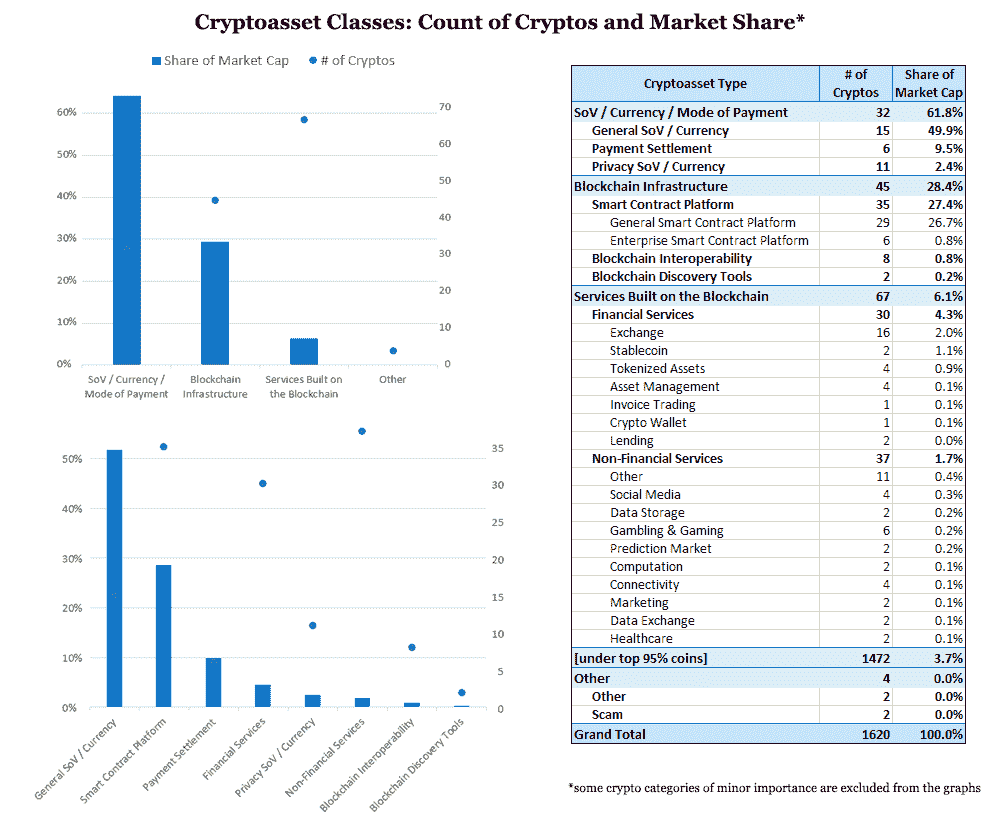 Cryptoasset Classes: Count of Cryptos and Market Share*
Share of Market Cap # of Cryptos
60%
50%
40%
30%
20%
10%
0%
70
60
50
40
30
20
10
0
SoV / Currency /
Mode of Payment
Blockchain
Infrastructure
Services Built on
the Blockchain
Other
50%
40%
30%
20%
10%
0%
35
30
25
20
15
10
5
0
General SoV / Currency
Smart Contract Platform
Payment Settlement
Financial Services
Privacy SoV / Currency
Non-Financial Services
Blockchain Interoperability
Blockchain Discovery Tools
Cryptoasset Type # of Cryptos Share of Market Cap
SoV / Currency / Mode of Payment 32 61.8%
General SoV / Currency 15 49.9%
Payment Settlement 6 9.5%
Privacy SoV / Currency 11 2.4%
Blockchain Infrastructure 45 28.4%
Smart Contract Platform 35 27.4%
General Smart Contract Platform 29 26.7%
Enterprise Smart Contract Platform 6 0.8%
Blockchain Interoperability 8 0.8%
Blockchain Discovery Tools 2 0.2%
Services Built on the Blockchain 67 6.1%
Financial Services 30 4.3%
Exchange 16 2.0%
Stablecoin 2 1.1%
Tokenized Assets 4 0.9%
Asset Management 4 0.1%
Invoice Trading 1 0.1%
Crypto Wallet 1 0.1%
Lending 2 0.0%
Non-Financial Services 37 1.7%
Other 11 0.4%
Social Media 4 0.3%
Data Storage 2 0.2%
Gambling & Gaming 6 0.2%
Prediction Market 2 0.2%
Computation 2 0.1%
Connectivity 4 0.1%
Marketing 2 0.1%
Data Exchange 2 0.1%
Healthcare 2 0.1%
[under top 95% coins] 1472 3.7%
Other 4 0.0%
Other 2 0.0%
Scam 2 0.0%
Grand Total 1620 100.0%
*some crypto categories of minor importance are excluded from the graphs